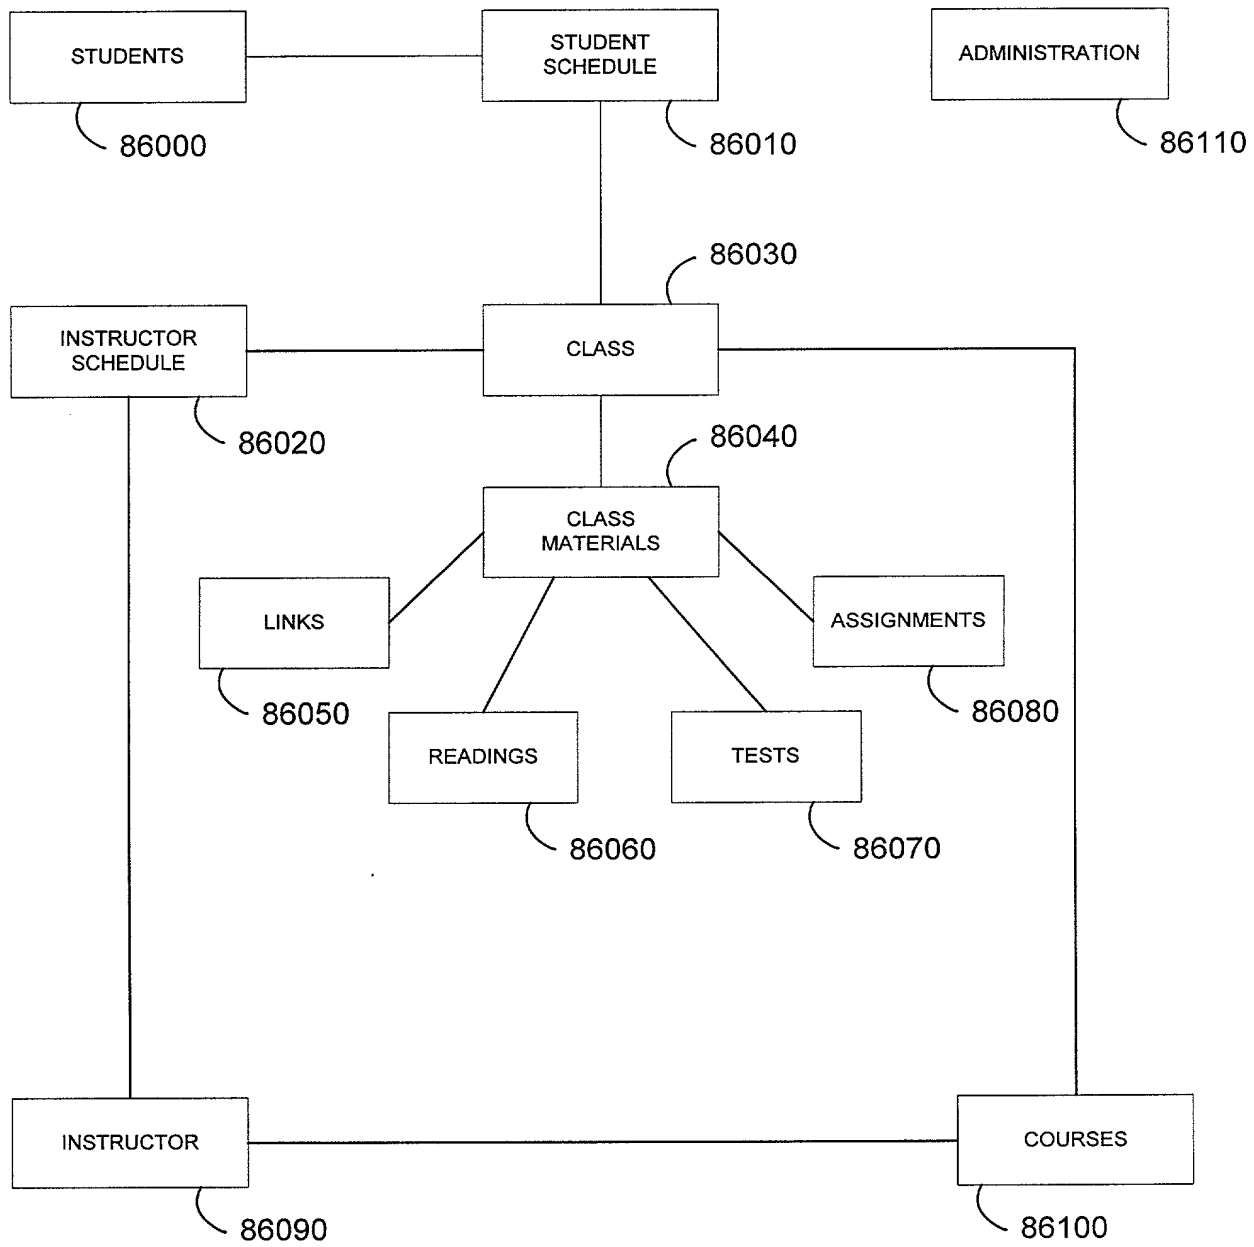 STUDENTS
STUDENT
SCHEDULE
ADMINISTRATION
86000
86010
86110
86030
INSTRUCTOR
SCHEDULE
CLASS
86020
86040
CLASS
MATERIALS
LINKS
ASSIGNMENTS
86050
86080
READINGS
TESTS
86060
86070
INSTRUCTOR
COURSES
86090
86100